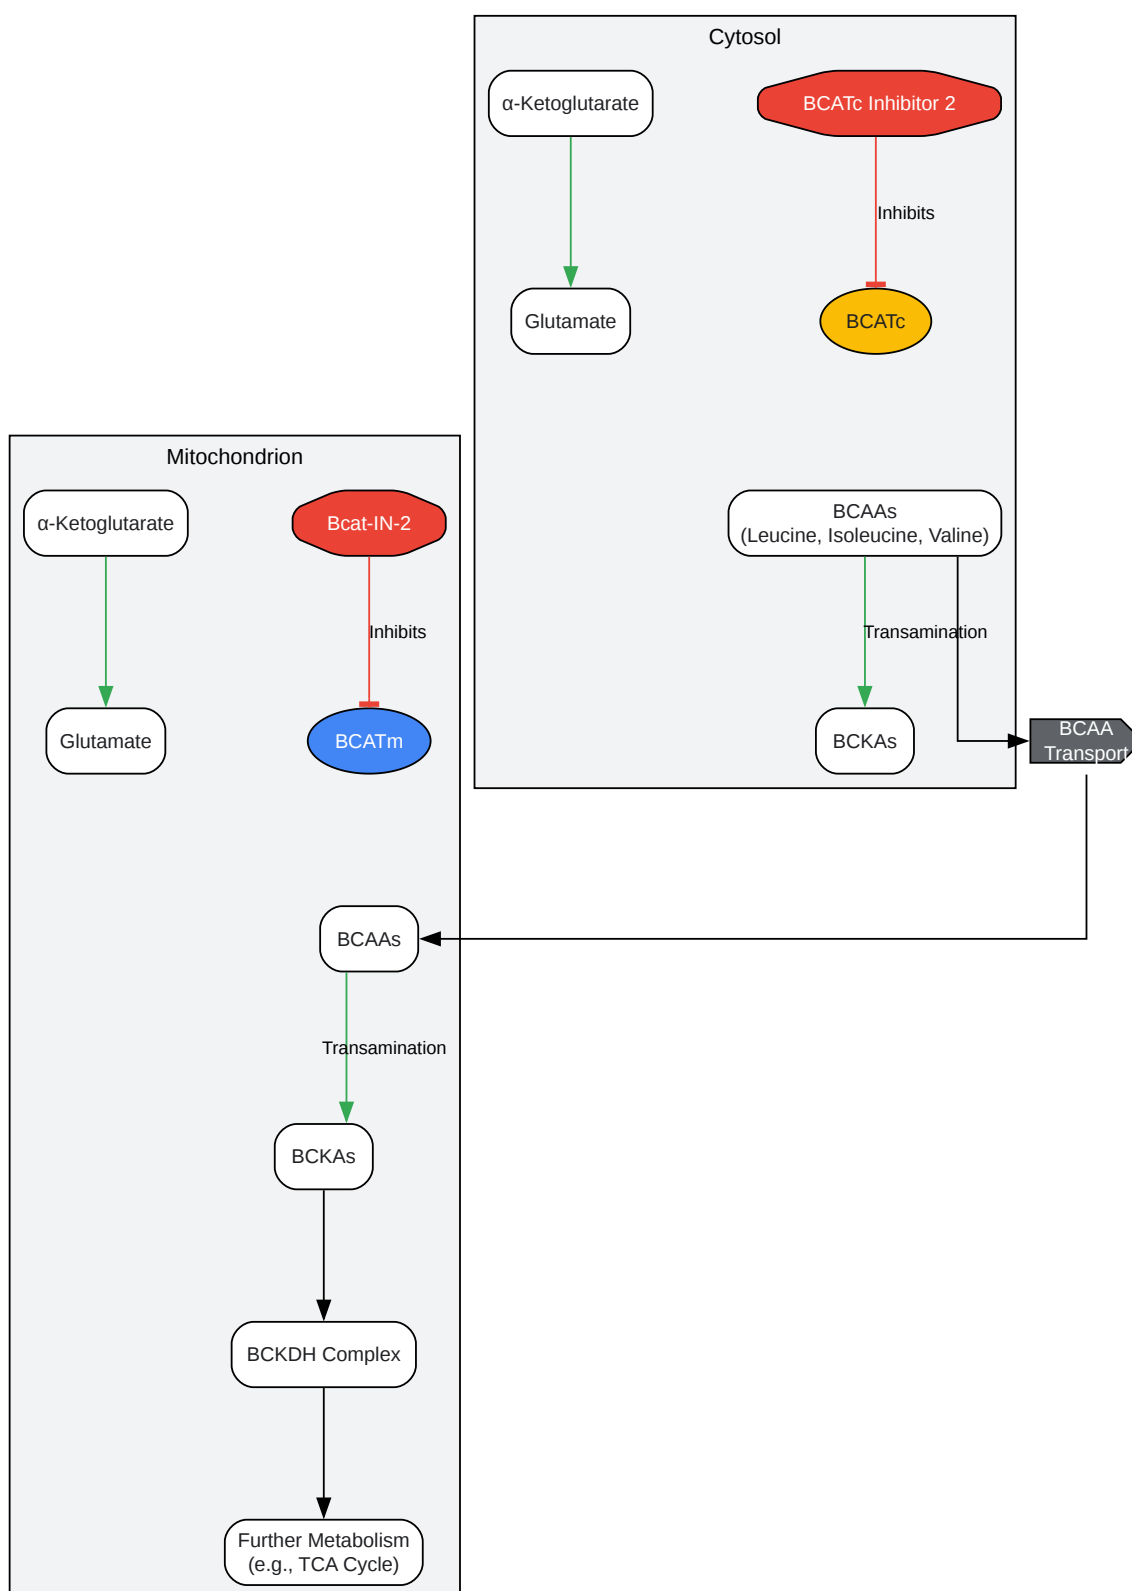 Cytosol
α-Ketoglutarate
BCATc Inhibitor 2
Inhibits
Glutamate
BCATc
BCAAs
(Leucine, Isoleucine, Valine)
Transamination
BCKAs
BCAA
Transport
Mitochondrion
α-Ketoglutarate
Bcat-IN-2
Inhibits
Glutamate
BCATm
BCAAs
Transamination
BCKAs
BCKDH Complex
Further Metabolism
(e.g., TCA Cycle)